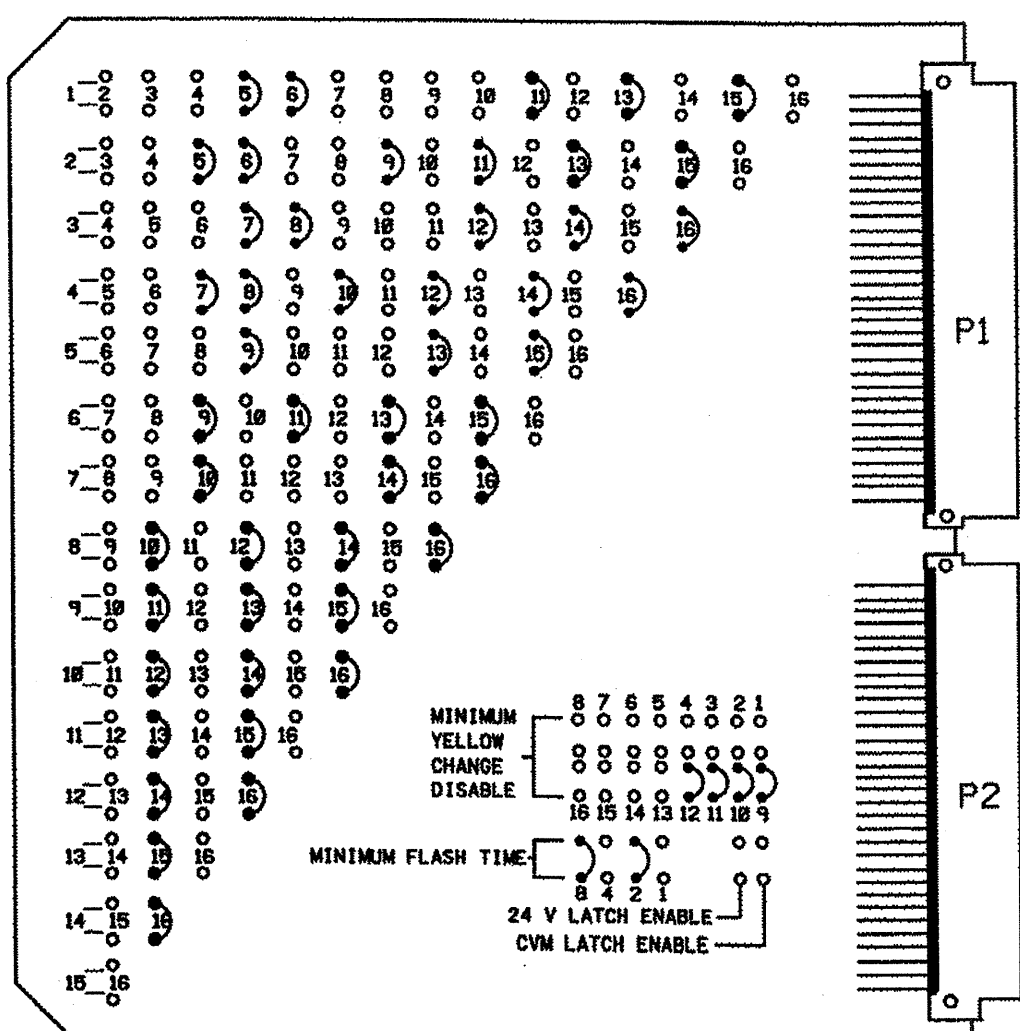 1 2 3 4 5 6 7 8 9 10 11 12 13 14 15 16
2 3 4 5 6 7 8 9 10 11 12 13 14 15 16
3 4 5 6 7 8 9 10 11 12 13 14 15 16
4 5 6 7 8 9 10 11 12 13 14 15 16
P1
5 6 7 8 9 10 11 12 13 14 15 16
6 7 8 9 10 11 12 13 14 15 16
7 8 9 10 11 12 13 14 15 16
8 9 10 11 12 13 14 15 16
9 10 11 12 13 14 15 16
10 11 12 13 14 15 16
8 7 6 5 4 3 2 1
11 12 13 14 15 16
MINIMUM
YELLOW
CHANGE
DISABLE
12 13 14 15 16
P2
16 15 14 13 12 11 10 9
13 14 15 16
MINIMUM FLASH TIME
8 4 2 1
14 15 16
24 V LATCH ENABLE
CVM LATCH ENABLE
15 16